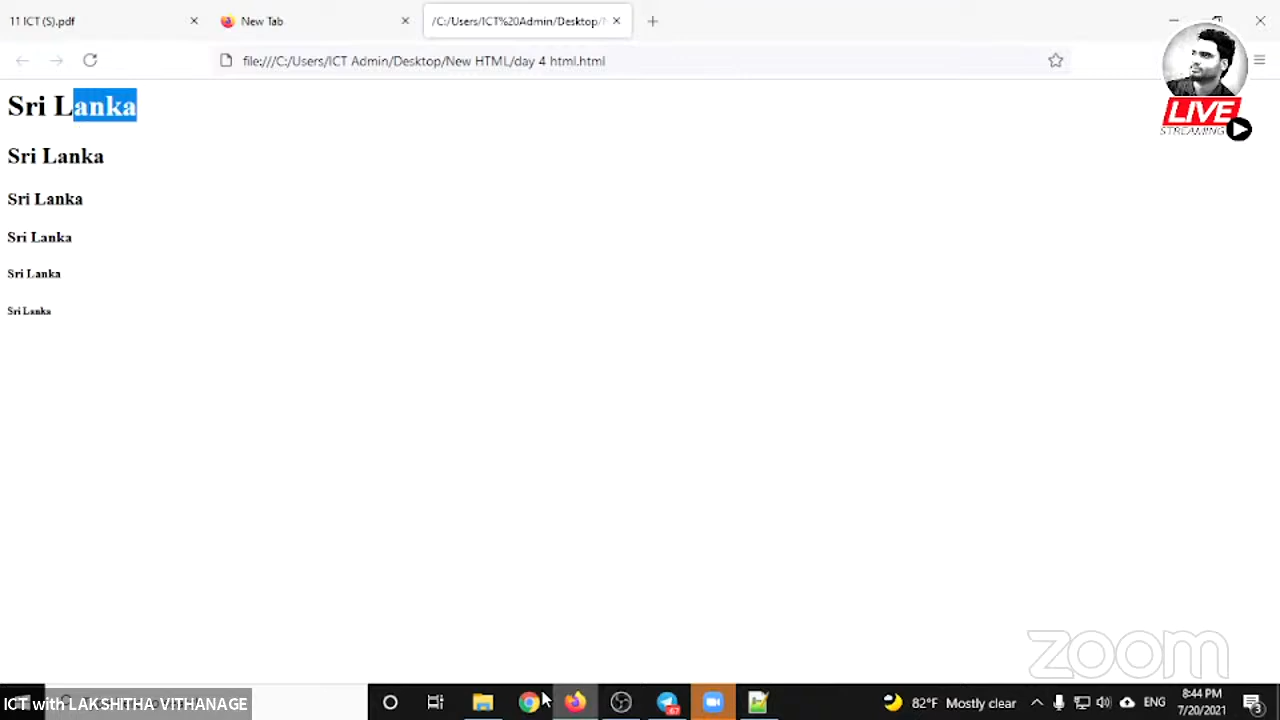 11 ICT (S).pdf
New Tab
/C:/Users/ICT%20Admin/Desktop/
file:///C:/Users/ICT Admin/Desktop/New HTML/day 4 html.html
LIVE
STREAMING
Sri Lanka
Sri Lanka
Sri Lanka
Sri Lanka
Sri Lanka
Sri Lanka
zoom
ICT with LAKSHITHA VITHANAGE
82°F Mostly clear
ENG
8:44 PM
7/20/2021
3